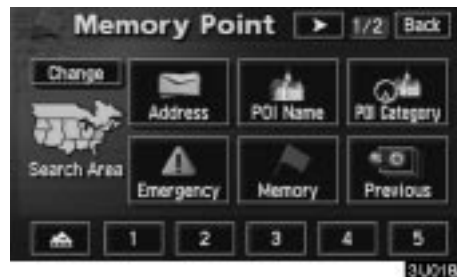 Memory Point 1/2 Back
Change
Address POI Name POI Category
Search Area
Emergency Memory Previous
1 2 3 4 5
3U018